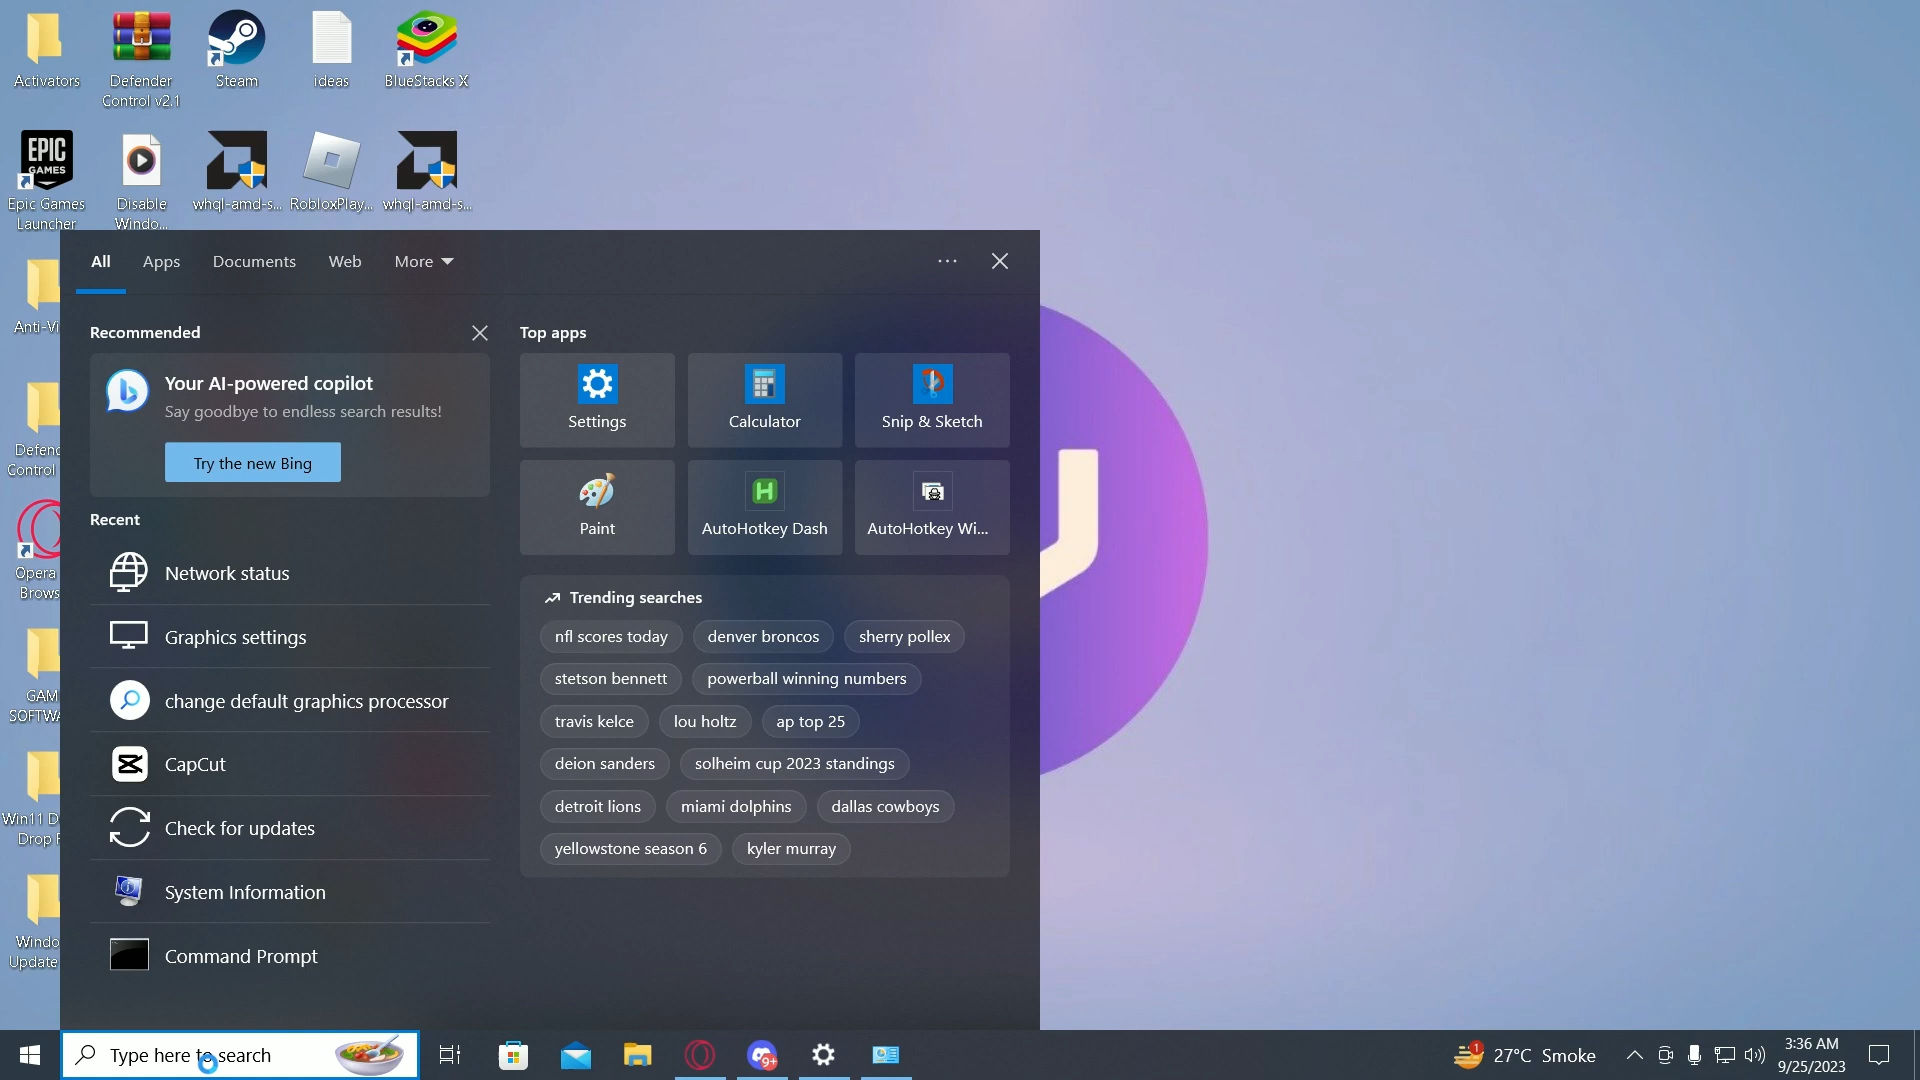 Activators
Defender
Control v2.1
Steam
ideas
BlueStacks X
EPIC
GAMES
Epic Games
Launcher
Disable
Windo...
whql-amd-s...
RobloxPlay...
whql-amd-s...
Anti-Vi
Defend
Control
Opera
Brows
GAM
SOFTWA
Win11 D
Drop F
Windo
Update
All
Apps
Documents
Web
More
Recommended
Your AI-powered copilot
Say goodbye to endless search results!
Try the new Bing
Recent
Network status
Graphics settings
change default graphics processor
CapCut
Check for updates
System Information
Command Prompt
Top apps
Settings
Calculator
Snip & Sketch
Paint
AutoHotkey Dash
AutoHotkey Wi...
Trending searches
nfl scores today
denver broncos
sherry pollex
stetson bennett
powerball winning numbers
travis kelce
lou holtz
ap top 25
deion sanders
solheim cup 2023 standings
detroit lions
miami dolphins
dallas cowboys
yellowstone season 6
kyler murray
Type here to search
9+
1
27°C Smoke
3:36 AM
9/25/2023